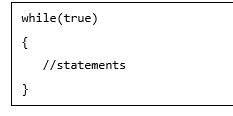 while(true)
{
//statements
}